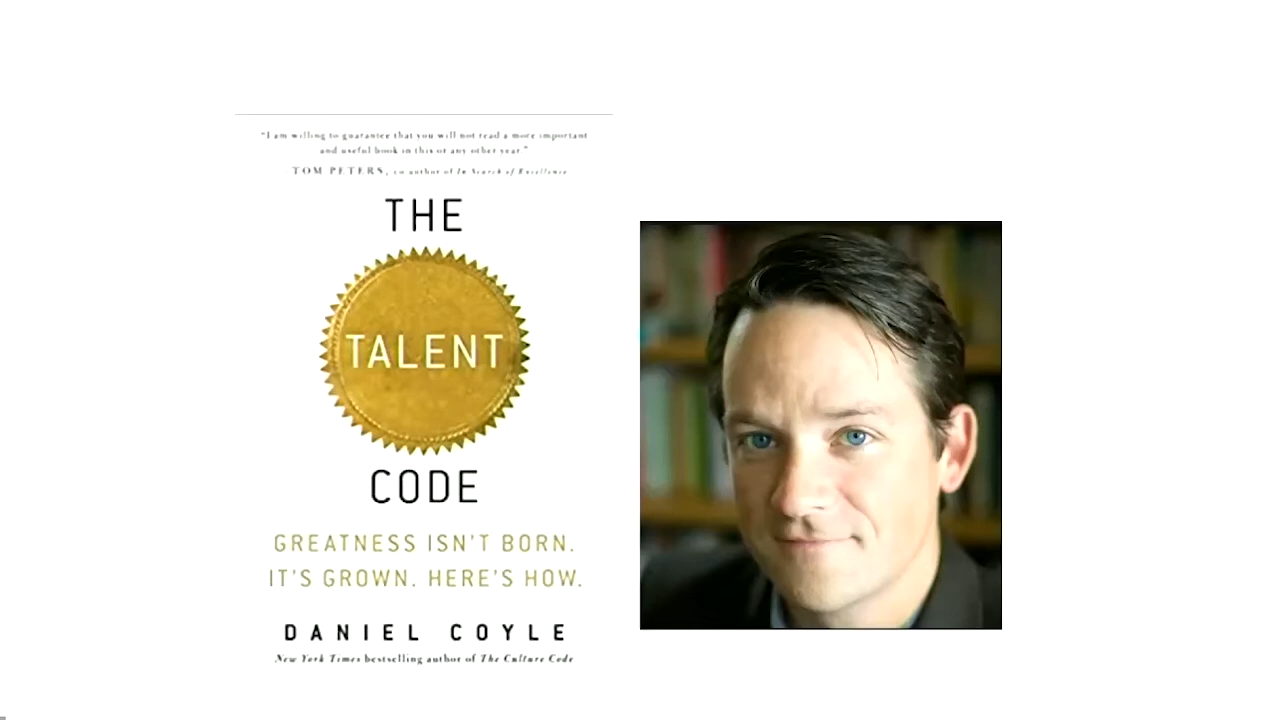 "I am willing to guarantee that you will not read a more important
and useful book in this or any other year."
TOM PETERS, co-author of In Search of Excellence
THE
TALENT
CODE
GREATNESS ISN'T BORN.
IT'S GROWN. HERE'S HOW.
DANIEL COYLE
New York Times bestselling author of The Culture Code